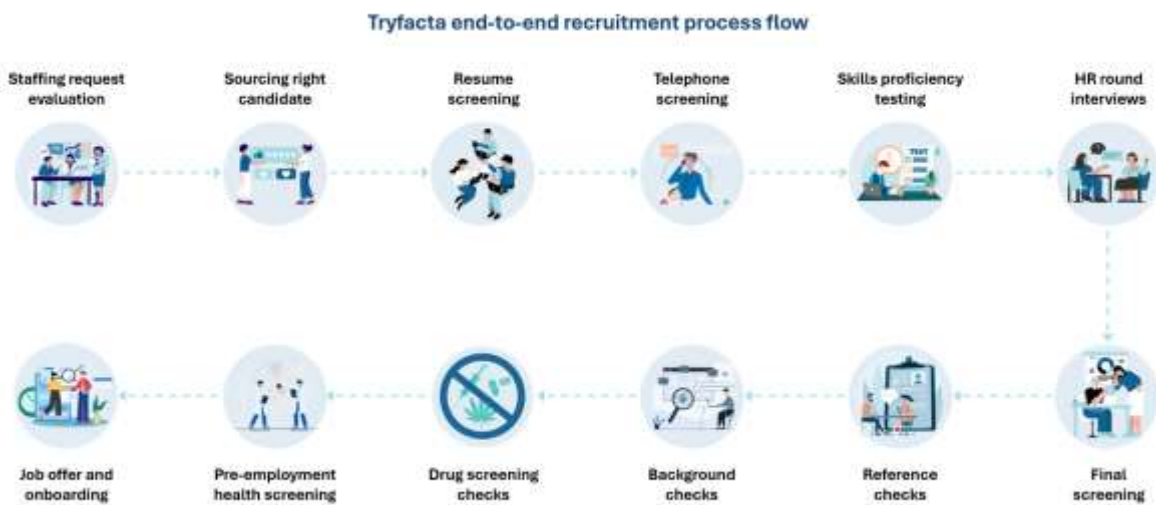 Tryfacta end-to-end recruitment process flow
Staffing request
evaluation
Sourcing right
candidate
Resume
screening
Telephone
screening
Skills proficiency
testing
HR round
interviews
TEST
Job offer and
onboarding
Pre-employment
health screening
Drug screening
checks
Background
checks
Reference
checks
Final
screening